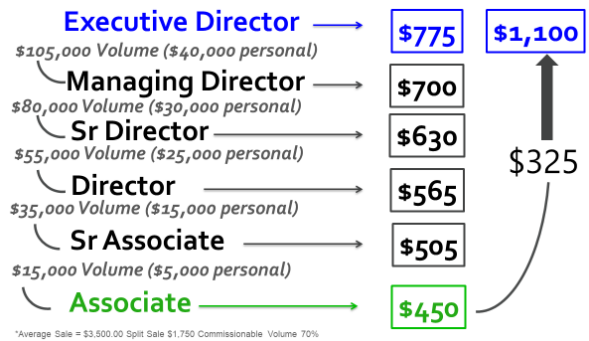 Executive Director $775 $1,100
$105,000 Volume ($40,000 personal)
Managing Director $700
$80,000 Volume ($30,000 personal)
Sr Director $630
$55,000 Volume ($25,000 personal)
$325
Director $565
$35,000 Volume ($15,000 personal)
Sr Associate $505
$15,000 Volume ($5,000 personal)
Associate $450
*Average Sale = $3,500.00 Split Sale $1,750 Commissionable Volume 70%